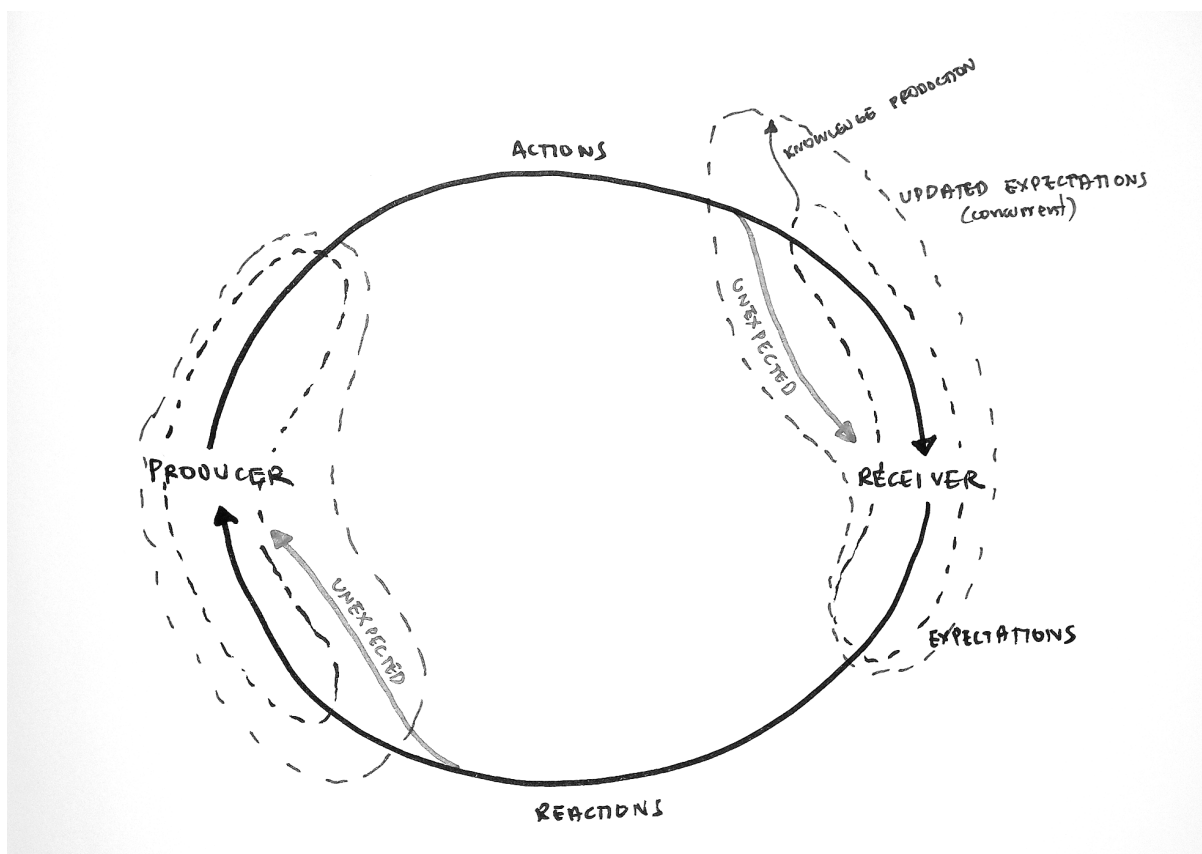 KNOWLEDGE PRODUCTION
ACTIONS
UPDATED EXPECTATIONS
(concurrent)
UNEXPECTED
PRODUCER
RECEIVER
UNEXPECTED
EXPECTATIONS
REACTIONS